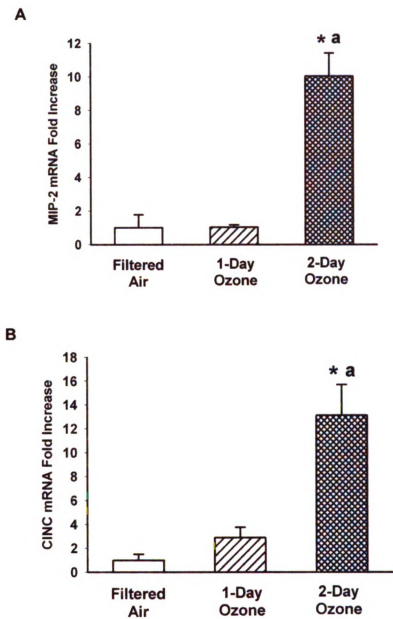 A
MIP-2 mRNA Fold Increase
12
10
8
6
4
2
0
* a
Filtered Air
1-Day Ozone
2-Day Ozone
B
CINC mRNA Fold Increase
18
16
14
12
10
8
6
4
2
0
* a
Filtered Air
1-Day Ozone
2-Day Ozone